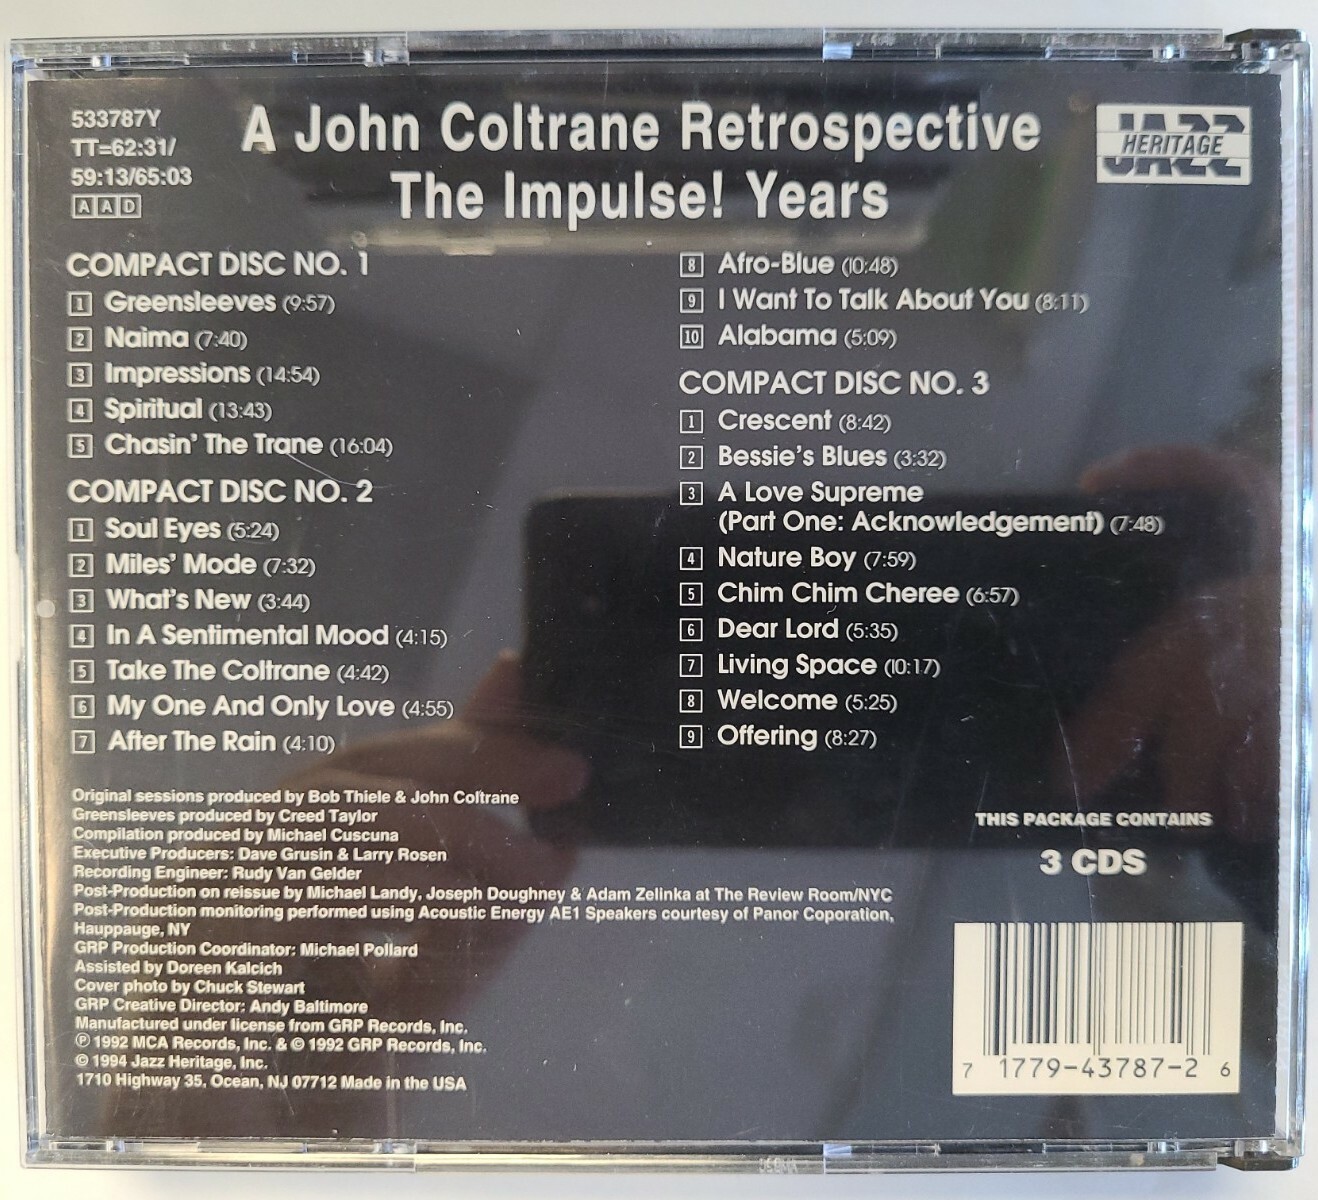 533787Y
TT=62:31/
59:13/65:03
AAD
A John Coltrane Retrospective
The Impulse! Years
JAZZ
HERITAGE
COMPACT DISC NO. 1
1 Greensleeves (9:57)
2 Naima (7:40)
3 Impressions (14:54)
4 Spiritual (13:43)
5 Chasin' The Trane (16:04)
COMPACT DISC NO. 2
1 Soul Eyes (5:24)
2 Miles' Mode (7:32)
3 What's New (3:44)
4 In A Sentimental Mood (4:15)
5 Take The Coltrane (4:42)
6 My One And Only Love (4:55)
7 After The Rain (4:10)
8 Afro-Blue (10:48)
9 I Want To Talk About You (8:11)
10 Alabama (5:09)
COMPACT DISC NO. 3
1 Crescent (8:42)
2 Bessie's Blues (3:32)
3 A Love Supreme
(Part One: Acknowledgement) (7:48)
4 Nature Boy (7:59)
5 Chim Chim Cheree (6:57)
6 Dear Lord (5:35)
7 Living Space (10:17)
8 Welcome (5:25)
9 Offering (8:27)
Original sessions produced by Bob Thiele & John Coltrane
Greensleeves produced by Creed Taylor
Compilation produced by Michael Cuscuna
Executive Producers: Dave Grusin & Larry Rosen
Recording Engineer: Rudy Van Gelder
Post-Production on reissue by Michael Landy, Joseph Doughney & Adam Zelinka at The Review Room/NYC
Post-Production monitoring performed using Acoustic Energy AE1 Speakers courtesy of Panor Coporation,
Hauppauge, NY
GRP Production Coordinator: Michael Pollard
Assisted by Doreen Kalcich
Cover photo by Chuck Stewart
GRP Creative Director: Andy Baltimore
Manufactured under license from GRP Records, Inc.
℗ 1992 MCA Records, Inc. & © 1992 GRP Records, Inc.
© 1994 Jazz Heritage, Inc.
1710 Highway 35, Ocean, NJ 07712 Made in the USA
THIS PACKAGE CONTAINS
3 CDS
7 1779-43787-2 6